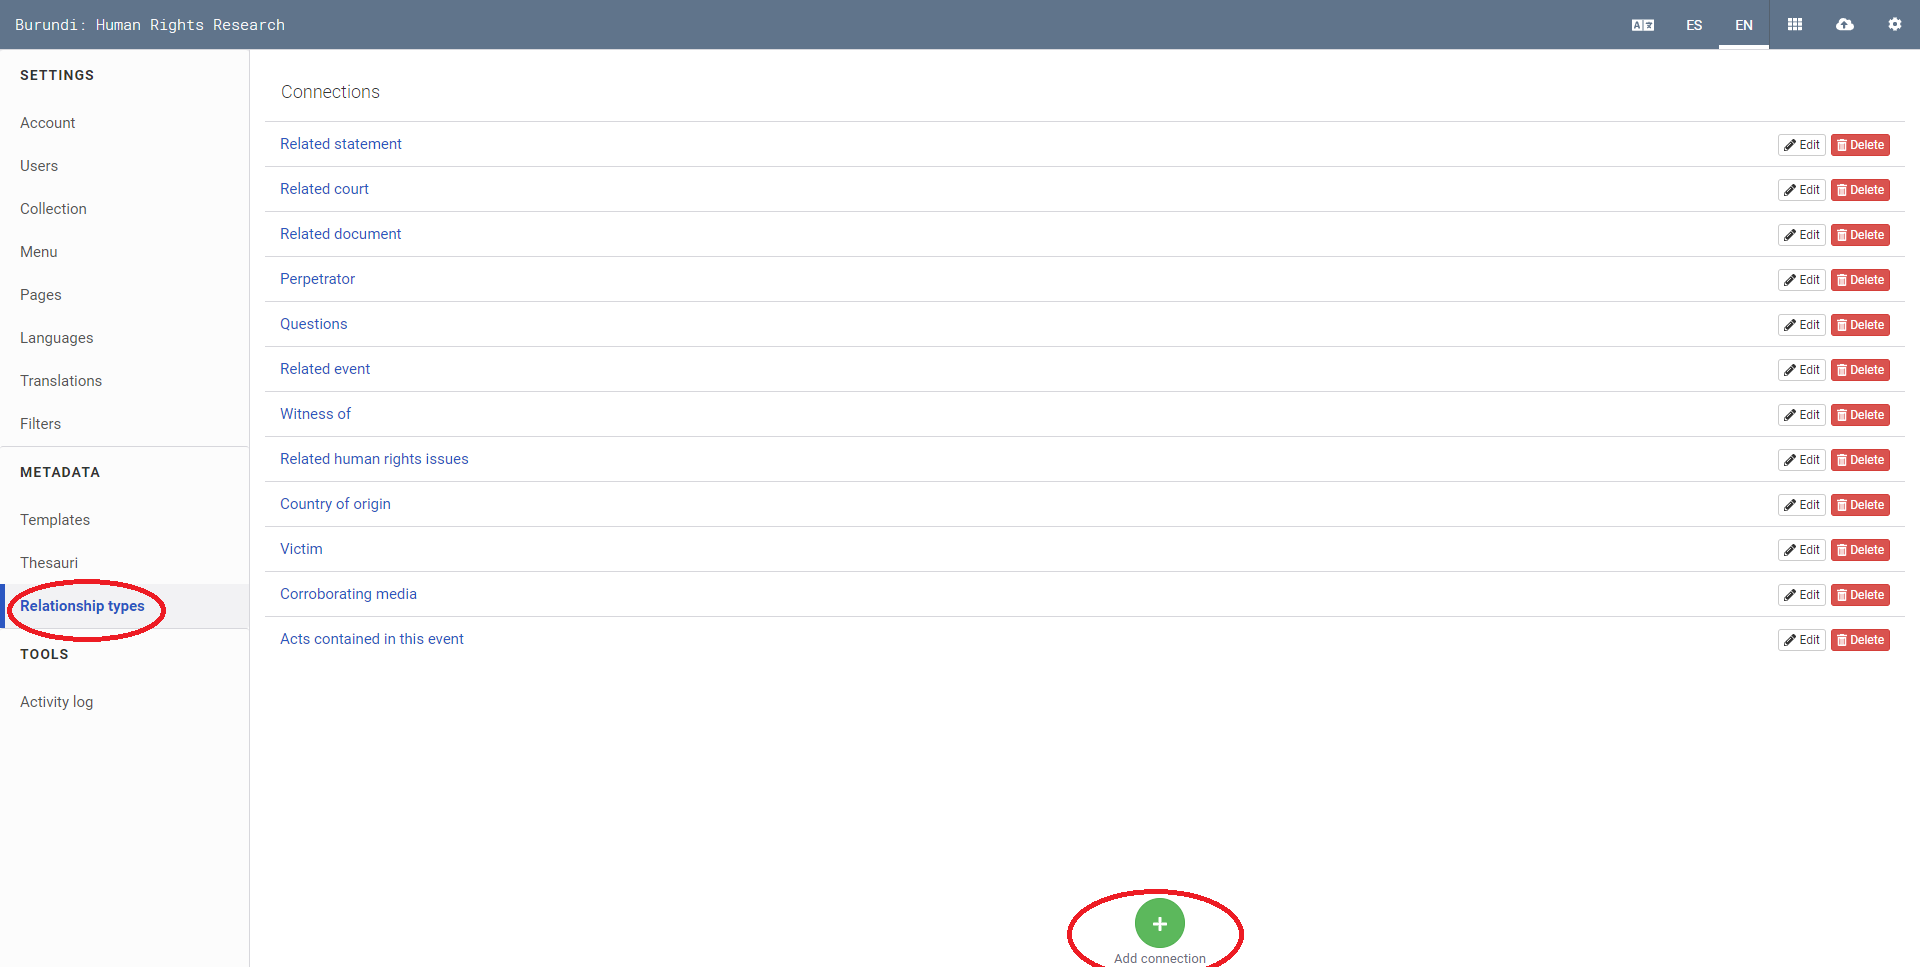 Burundi: Human Rights Research
ES
EN
SETTINGS
Account
Users
Collection
Menu
Pages
Languages
Translations
Filters
METADATA
Templates
Thesauri
Relationship types
TOOLS
Activity log
Connections
Related statement Edit Delete
Related court Edit Delete
Related document Edit Delete
Perpetrator Edit Delete
Questions Edit Delete
Related event Edit Delete
Witness of Edit Delete
Related human rights issues Edit Delete
Country of origin Edit Delete
Victim Edit Delete
Corroborating media Edit Delete
Acts contained in this event Edit Delete
Add connection